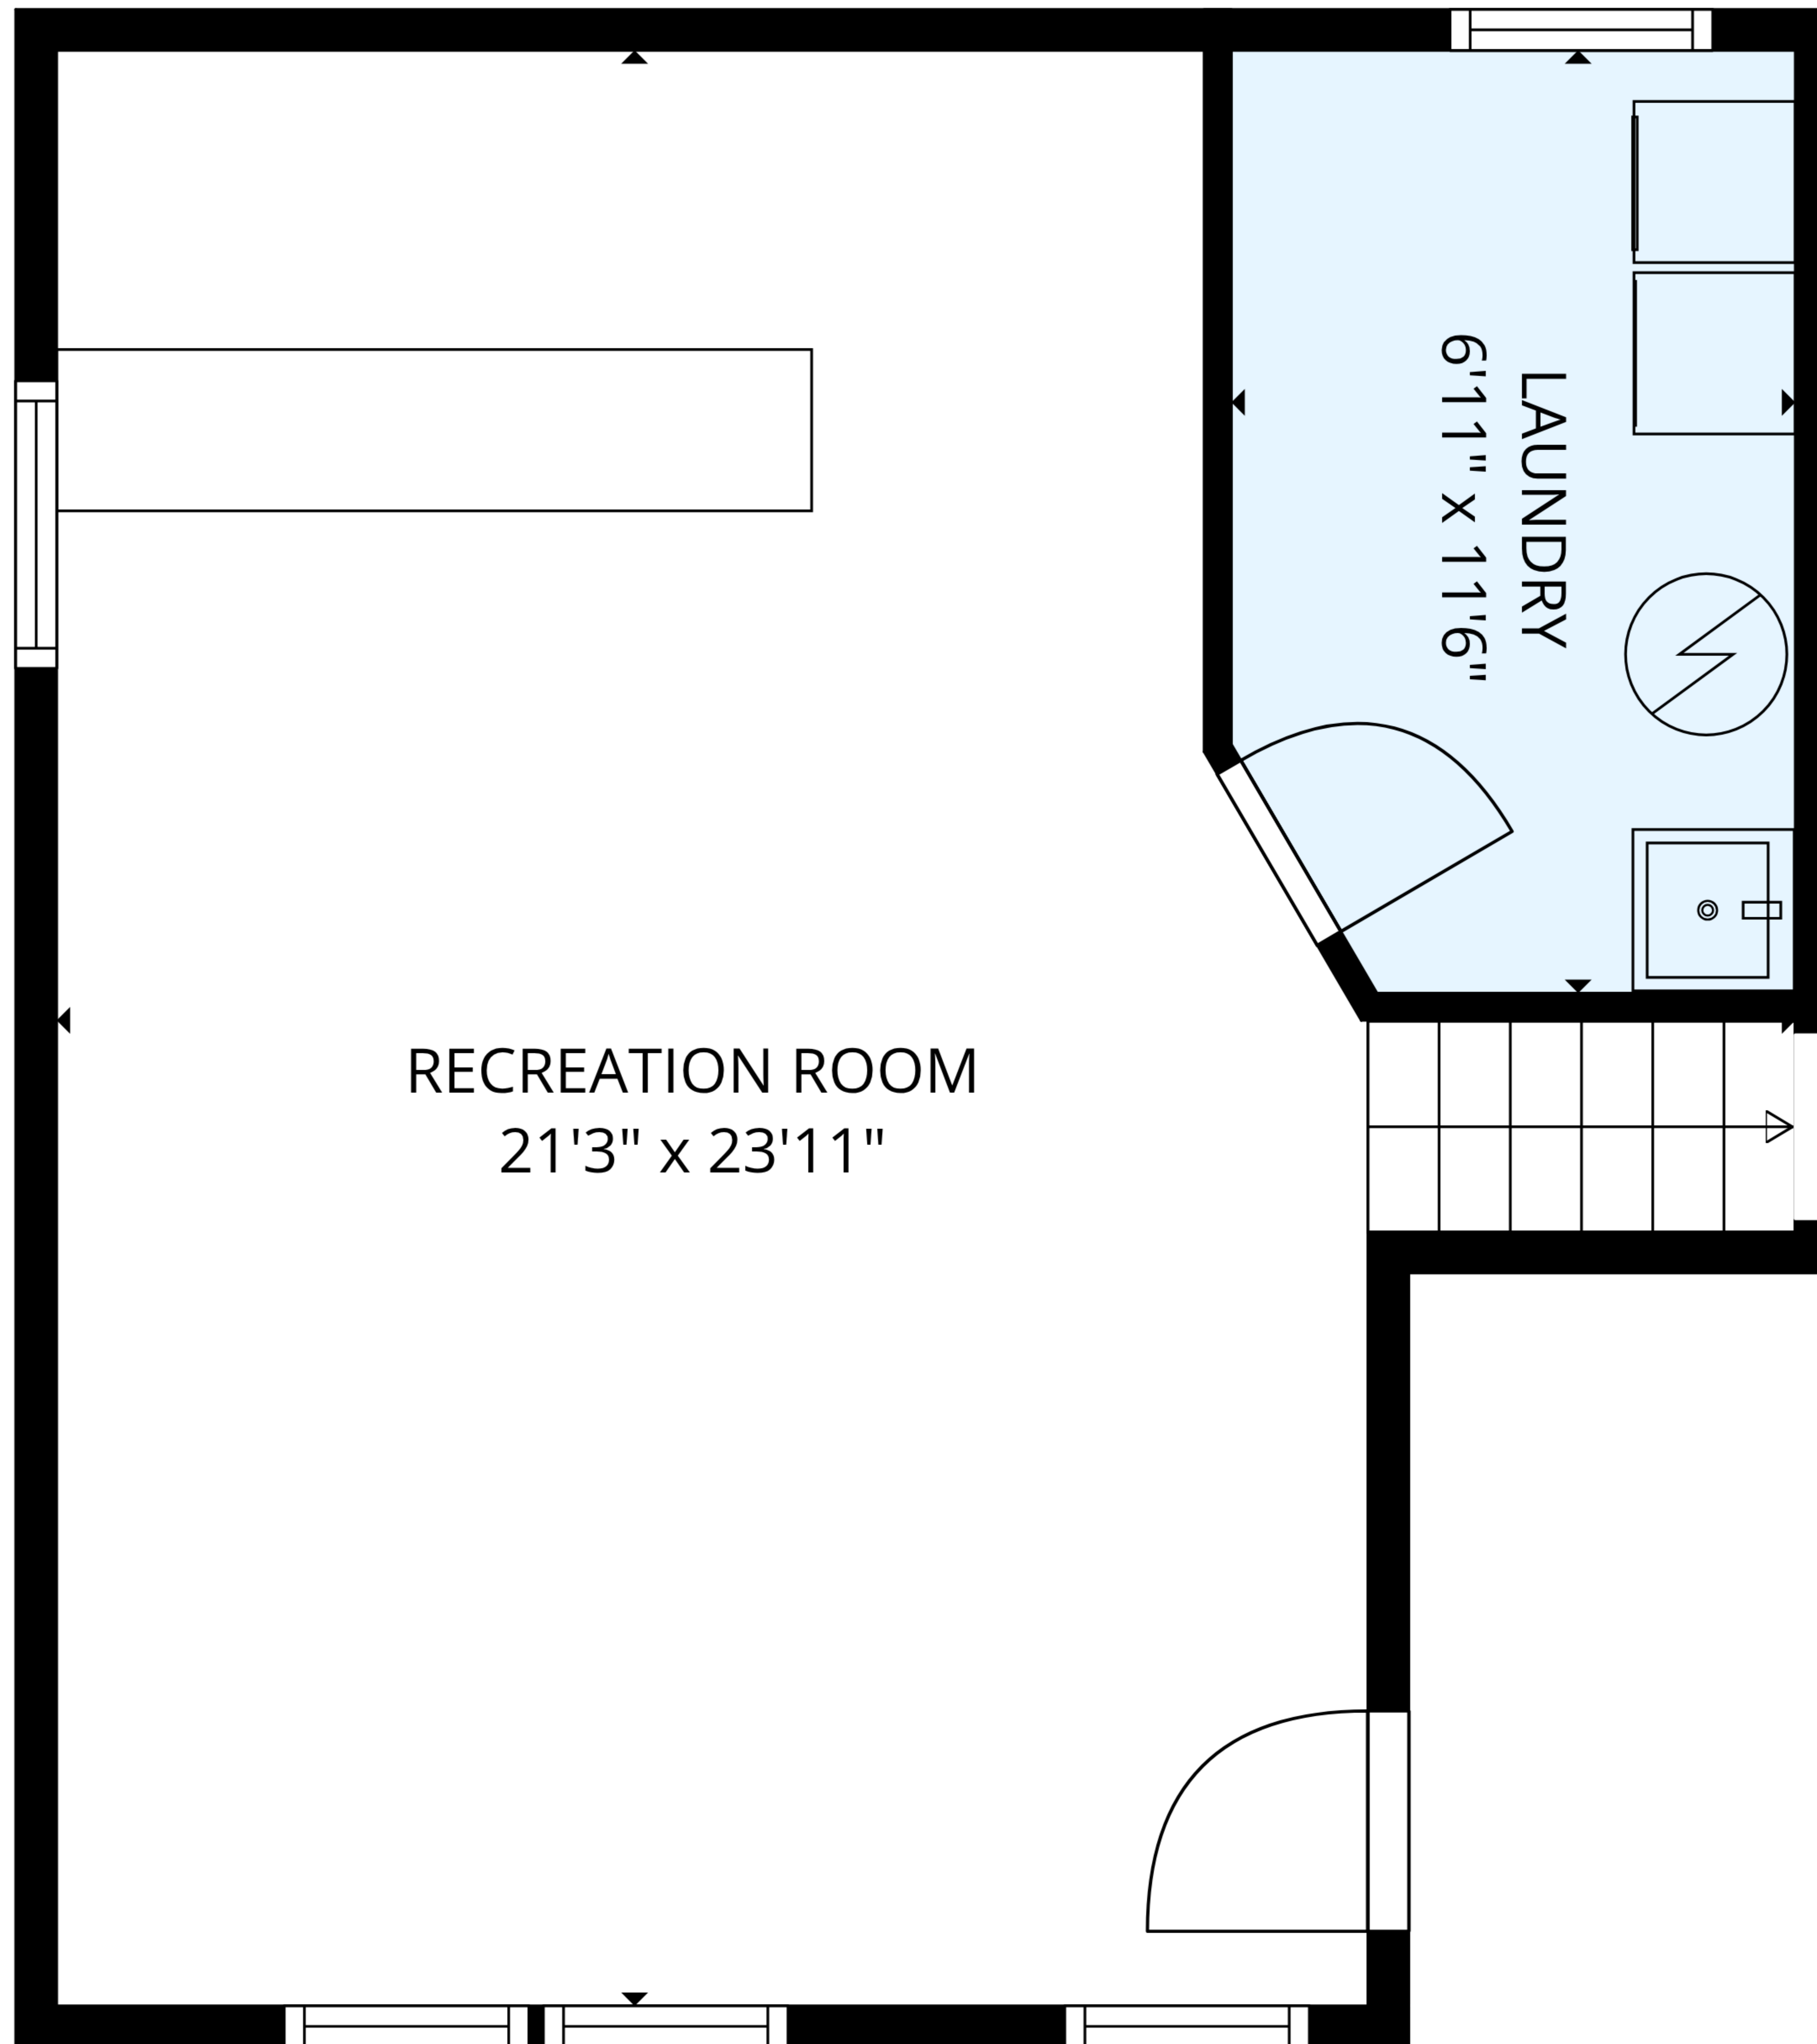 LAUNDRY
6'11" x 11'6"
RECREATION ROOM
21'3" x 23'11"